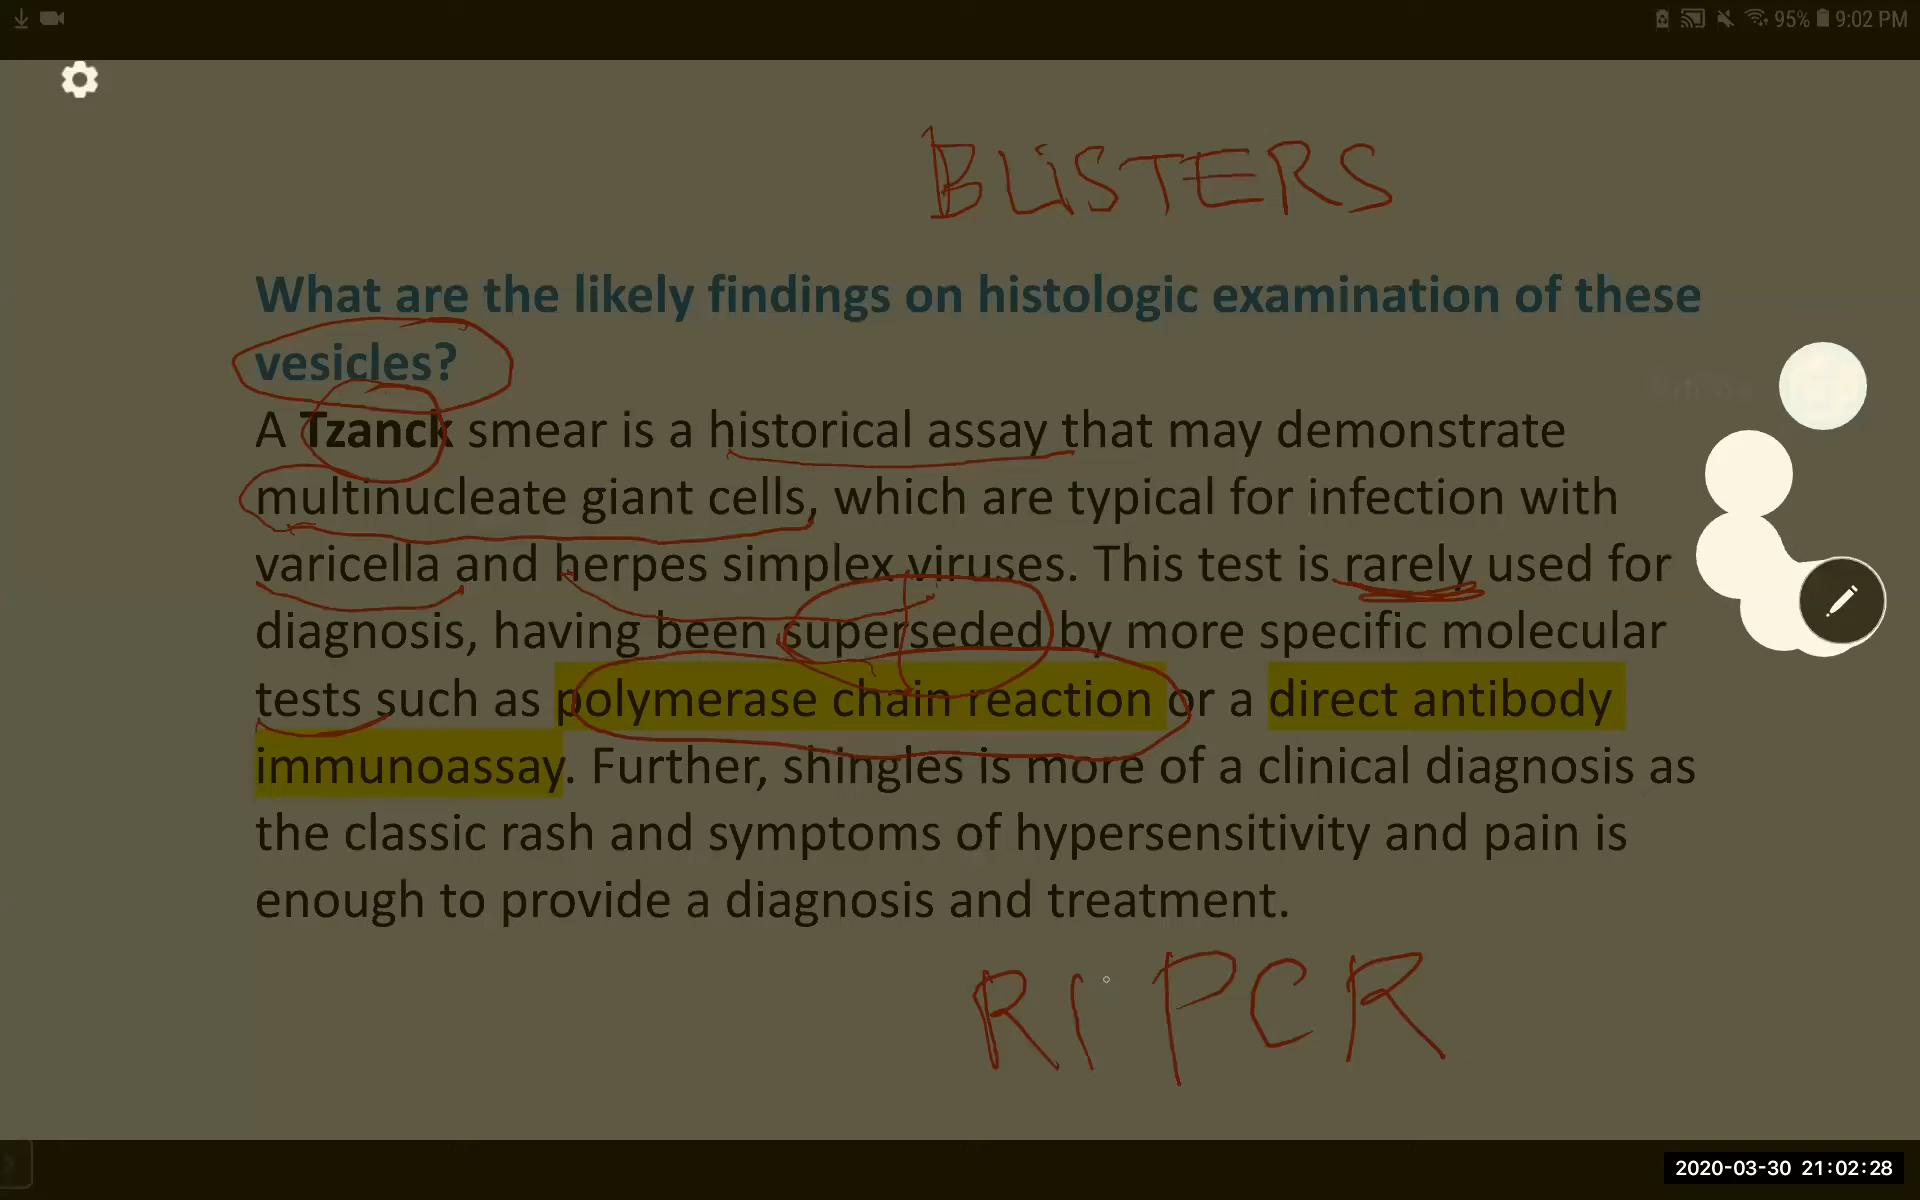 95% 9:02 PM
BLiSTERS
What are the likely findings on histologic examination of these
vesicles?
A Tzanck smear is a historical assay that may demonstrate
multinucleate giant cells, which are typical for infection with
varicella and herpes simplex viruses. This test is rarely used for
diagnosis, having been superseded by more specific molecular
tests such as polymerase chain reaction or a direct antibody
immunoassay. Further, shingles is more of a clinical diagnosis as
the classic rash and symptoms of hypersensitivity and pain is
enough to provide a diagnosis and treatment.
PCR
2020-03-30 21:02:28